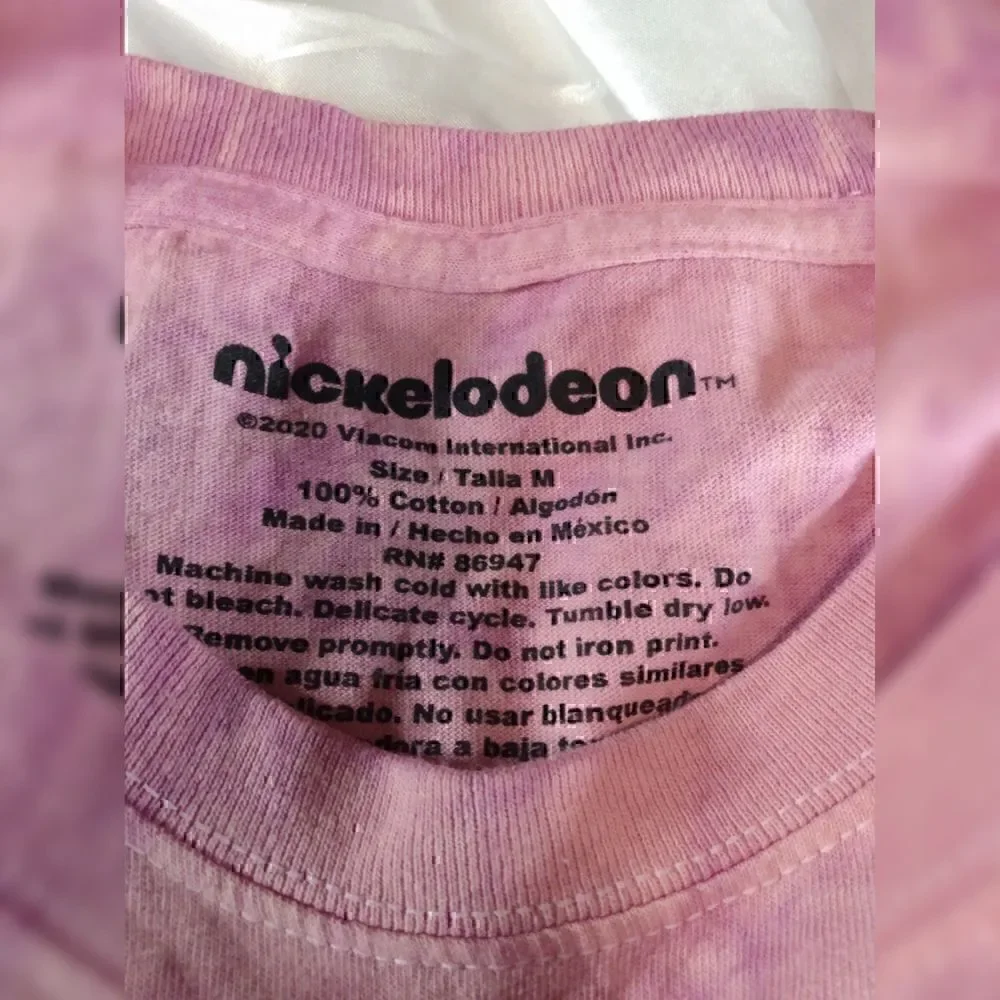 nickelodeon™
©2020 Viacom International Inc.
Size / Talla M
100% Cotton / Algodón
Made in / Hecho en México
RN# 86947
Machine wash cold with like colors. Do
bleach. Delicate cycle. Tumble dry low.
Remove promptly. Do not iron print.
en agua fría con colores similares
No usar
a baja